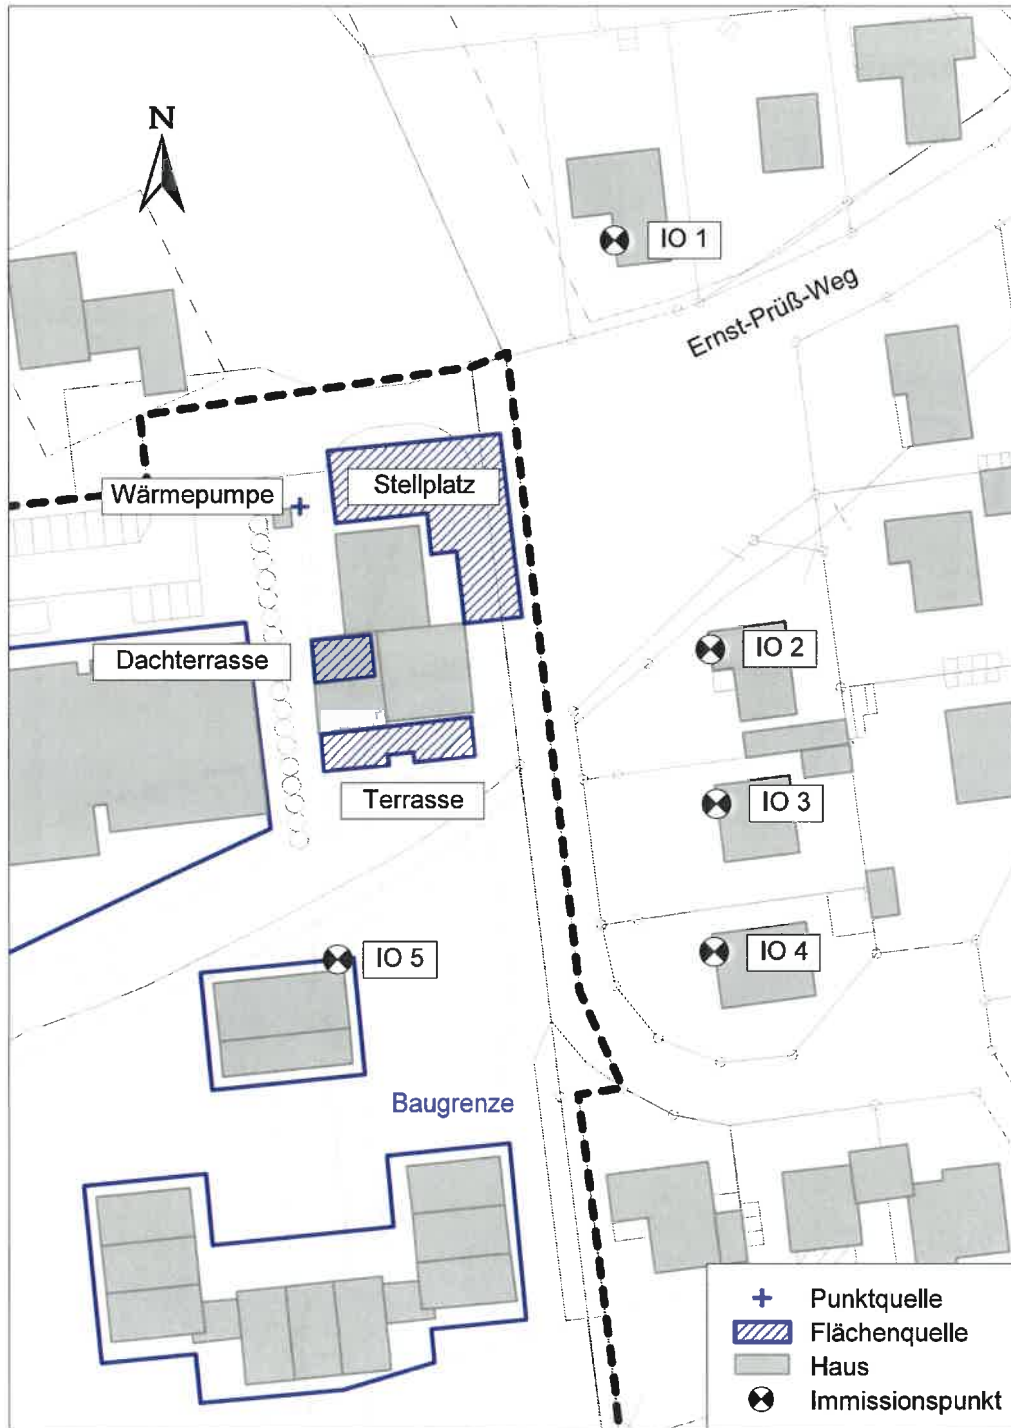 N
IO 1
Ernst-Prüß-Weg
Wärmepumpe
Stellplatz
Dachterrasse
IO 2
Terrasse
IO 3
IO 4
IO 5
Baugrenze
Punktquelle
Flächenquelle
Haus
Immissionspunkt